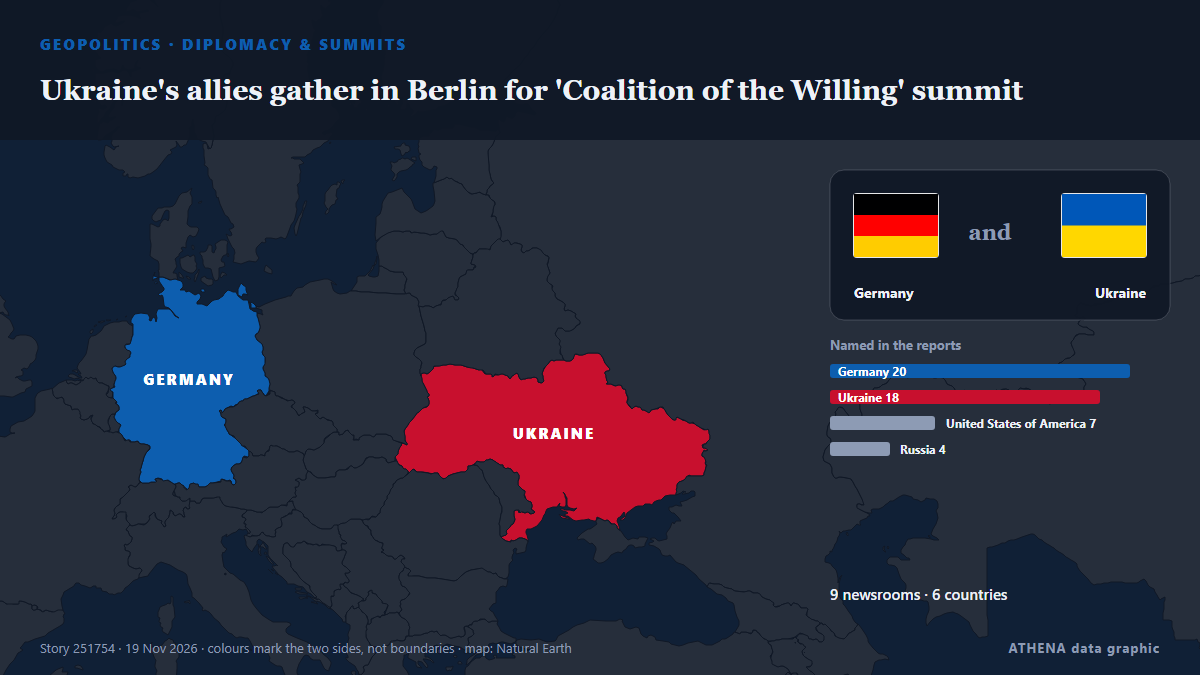 GEOPOLITICS · DIPLOMACY & SUMMITS
Ukraine's allies gather in Berlin for 'Coalition of the Willing' summit
and
Germany
Ukraine
Named in the reports
Germany 20
Ukraine 18
United States of America 7
Russia 4
GERMANY
UKRAINE
9 newsrooms · 6 countries
Story 251754 · 19 Nov 2026 · colours mark the two sides, not boundaries · map: Natural Earth
ATHENA data graphic